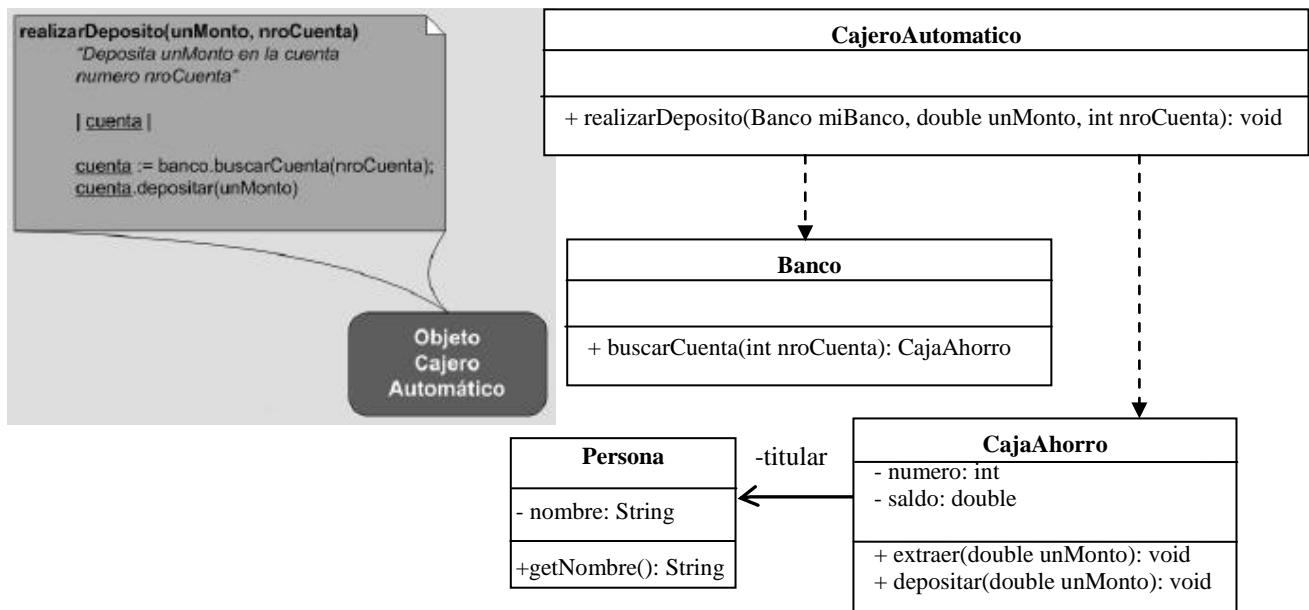 realizarDeposito(unMonto, nroCuenta)
"Deposita unMonto en la cuenta
numero nroCuenta"
| cuenta |
cuenta := banco.buscarCuenta(nroCuenta);
cuenta.depositar(unMonto)
Objeto
Cajero
Automático
CajeroAutomatico
+ realizarDeposito(Banco miBanco, double unMonto, int nroCuenta): void
Banco
+ buscarCuenta(int nroCuenta): CajaAhorro
Persona
- nombre: String
+getNombre(): String
-titular
CajaAhorro
- numero: int
- saldo: double
+ extraer(double unMonto): void
+ depositar(double unMonto): void